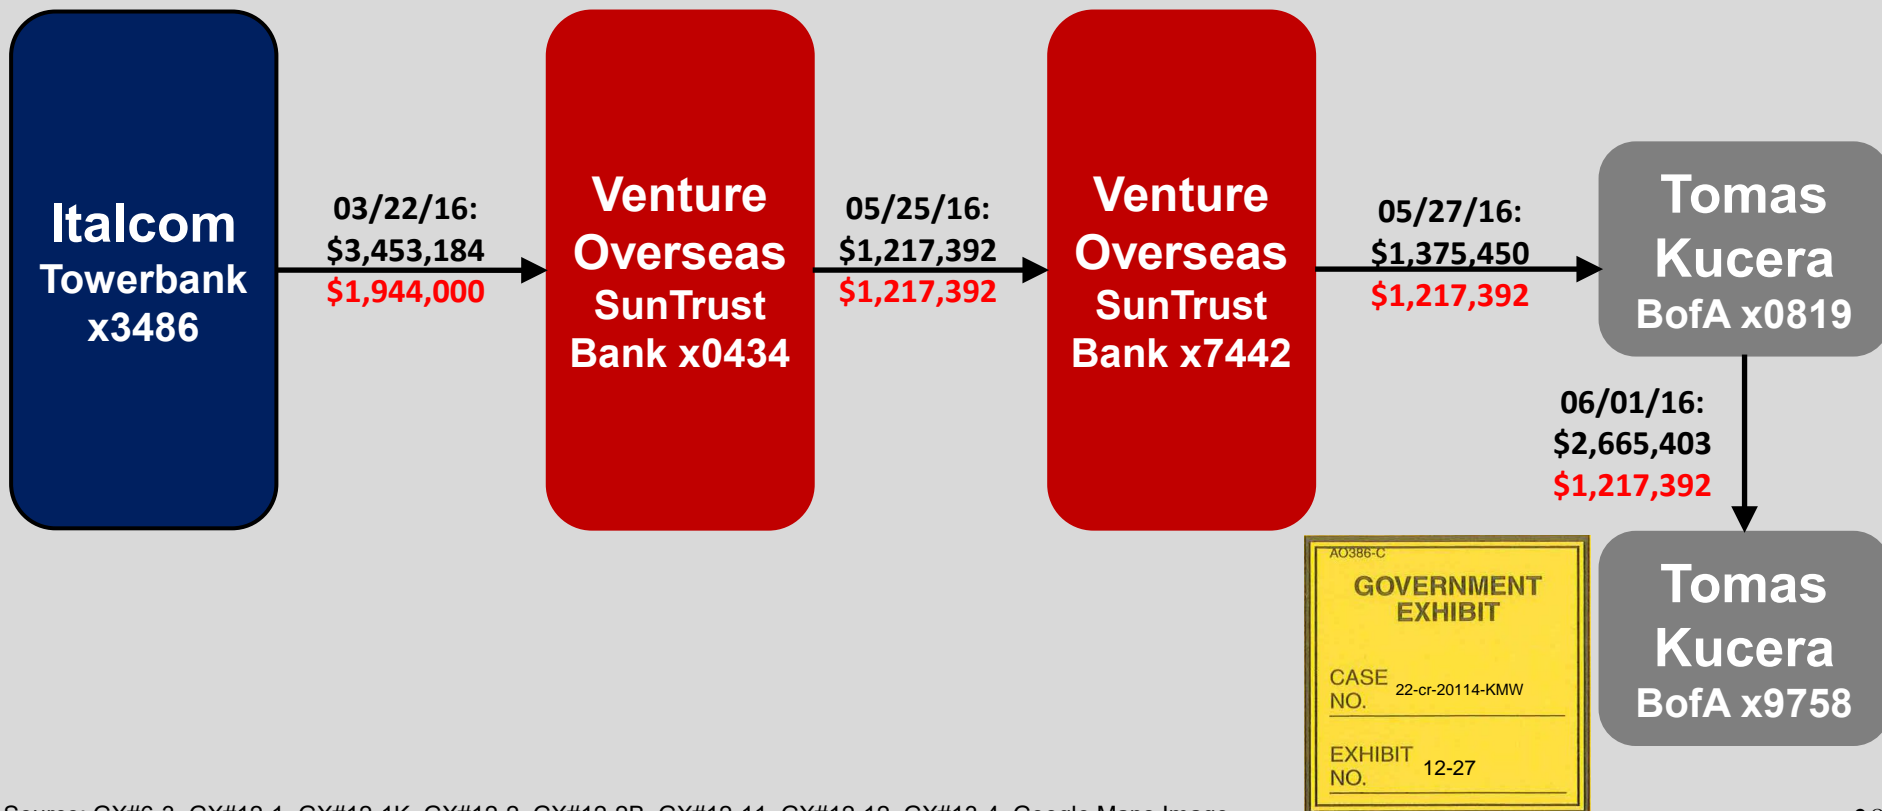 Italcom
Towerbank
x3486
03/22/16:
$3,453,184
$1,944,000
Venture
Overseas
SunTrust
Bank x0434
05/25/16:
$1,217,392
$1,217,392
Venture
Overseas
SunTrust
Bank x7442
05/27/16:
$1,375,450
$1,217,392
Tomas
Kucera
BofA x0819
06/01/16:
$2,665,403
$1,217,392
Tomas
Kucera
BofA x9758
AO386-C
GOVERNMENT
EXHIBIT
CASE
NO. 22-cr-20114-KMW
EXHIBIT
NO. 12-27